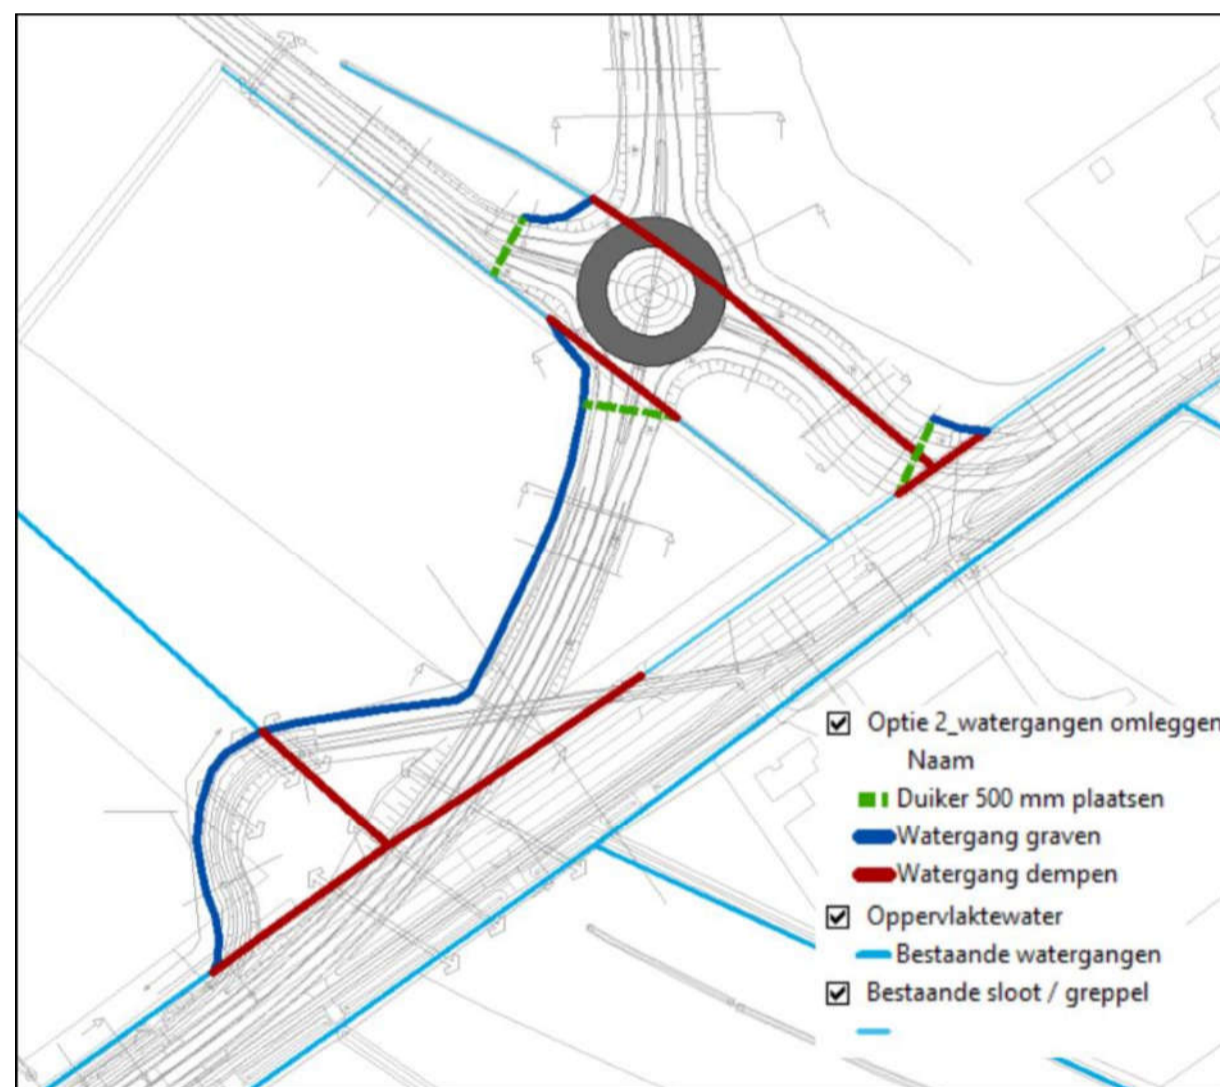 Optie 2_watergangen omleggen
Naam
Duiker 500 mm plaatsen
Watergang graven
Watergang dempen
Oppervlaktewater
Bestaande watergangen
Bestaande sloot / greppel